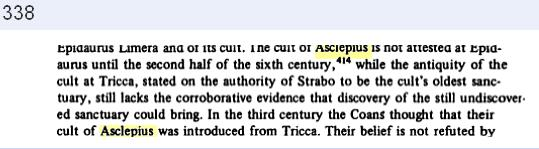 338
Epidaurus Limera and of its cult. The cult of Asclepius is not attested at Epid-
aurus until the second half of the sixth century,⁴¹⁴ while the antiquity of the
cult at Tricca, stated on the authority of Strabo to be the cult's oldest sanc-
tuary, still lacks the corroborative evidence that discovery of the still undiscover-
ed sanctuary could bring. In the third century the Coans thought that their
cult of Asclepius was introduced from Tricca. Their belief is not refuted by